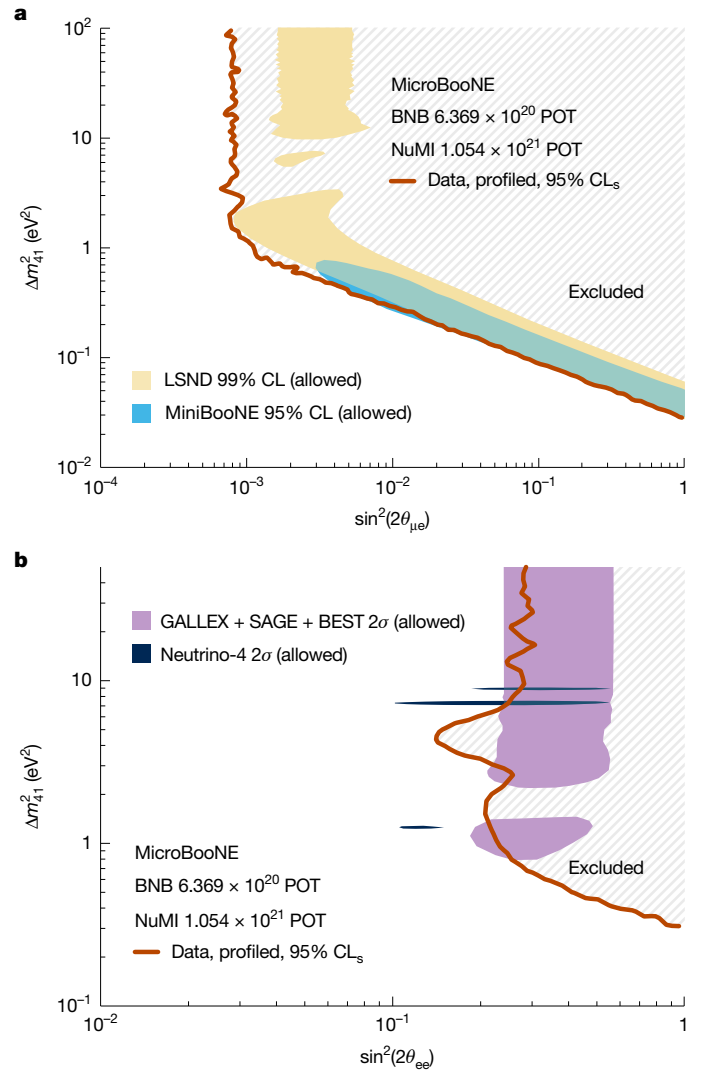 a
10²
10
1
10⁻¹
10⁻²
Δm²₄₁ (eV²)
MicroBooNE
BNB 6.369 × 10²⁰ POT
NuMI 1.054 × 10²¹ POT
Data, profiled, 95% CLₛ
Excluded
LSND 99% CL (allowed)
MiniBooNE 95% CL (allowed)
10⁻⁴ 10⁻³ 10⁻² 10⁻¹ 1
sin²(2θμe)
b
GALLEX + SAGE + BEST 2σ (allowed)
Neutrino-4 2σ (allowed)
10
1
10⁻¹
Δm²₄₁ (eV²)
MicroBooNE
BNB 6.369 × 10²⁰ POT
NuMI 1.054 × 10²¹ POT
Data, profiled, 95% CLₛ
Excluded
10⁻² 10⁻¹ 1
sin²(2θee)